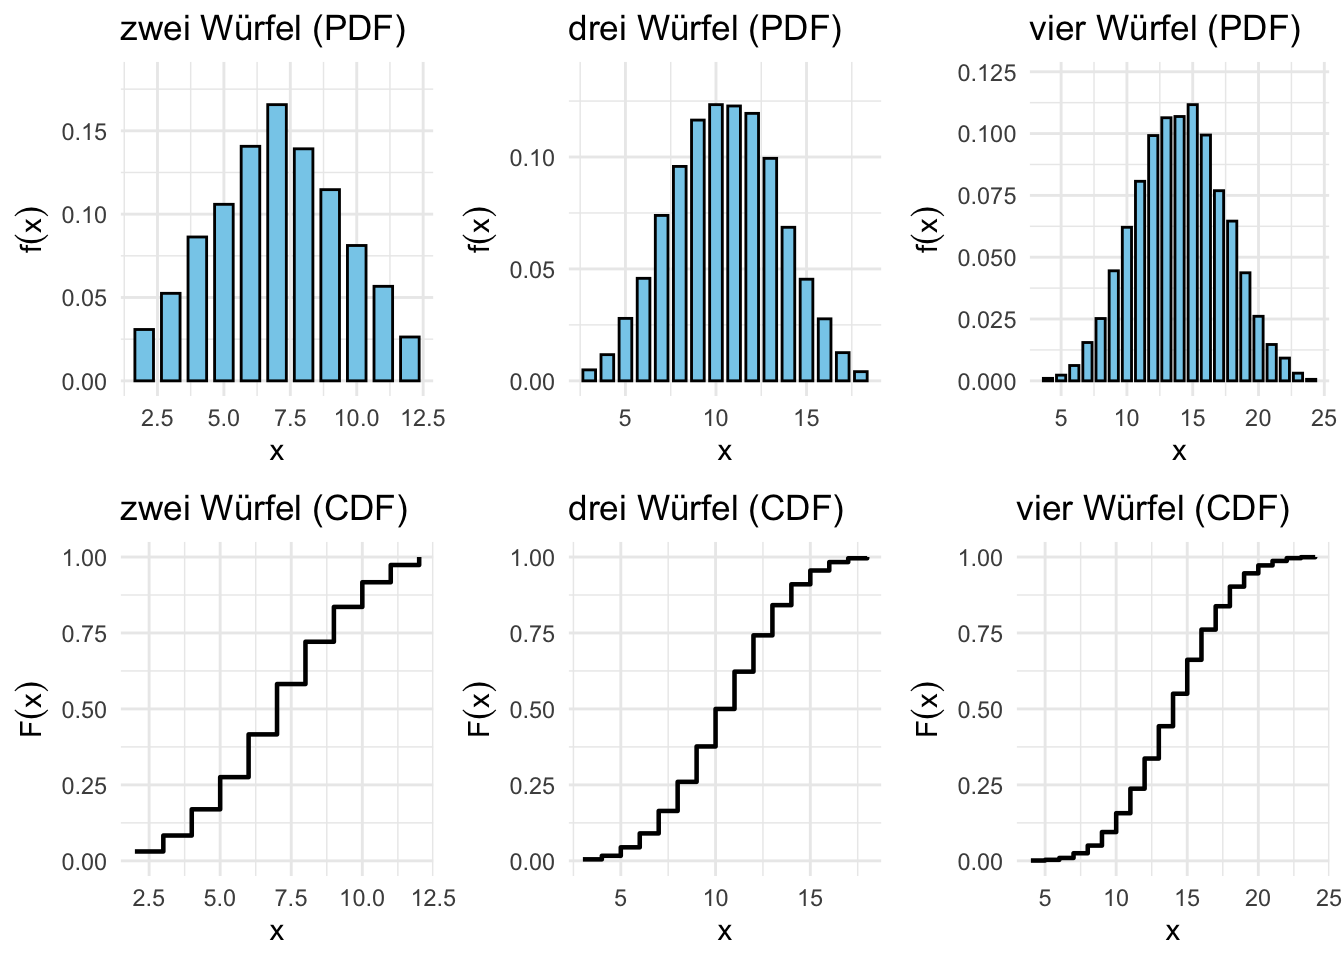 zwei Würfel (PDF)
0.15
0.10
0.05
0.00
f(x)
2.5 5.0 7.5 10.0 12.5
x
drei Würfel (PDF)
0.10
0.05
0.00
f(x)
5 10 15
x
vier Würfel (PDF)
0.125
0.100
0.075
0.050
0.025
0.000
f(x)
5 10 15 20 25
x
zwei Würfel (CDF)
1.00
0.75
0.50
0.25
0.00
F(x)
2.5 5.0 7.5 10.0 12.5
x
drei Würfel (CDF)
1.00
0.75
0.50
0.25
0.00
F(x)
5 10 15
x
vier Würfel (CDF)
1.00
0.75
0.50
0.25
0.00
F(x)
5 10 15 20 25
x